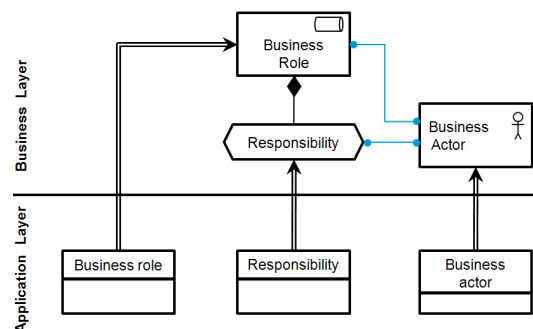 Business Layer
Business
Role
Responsibility
Business
Actor
Application Layer
Business role
Responsibility
Business
actor